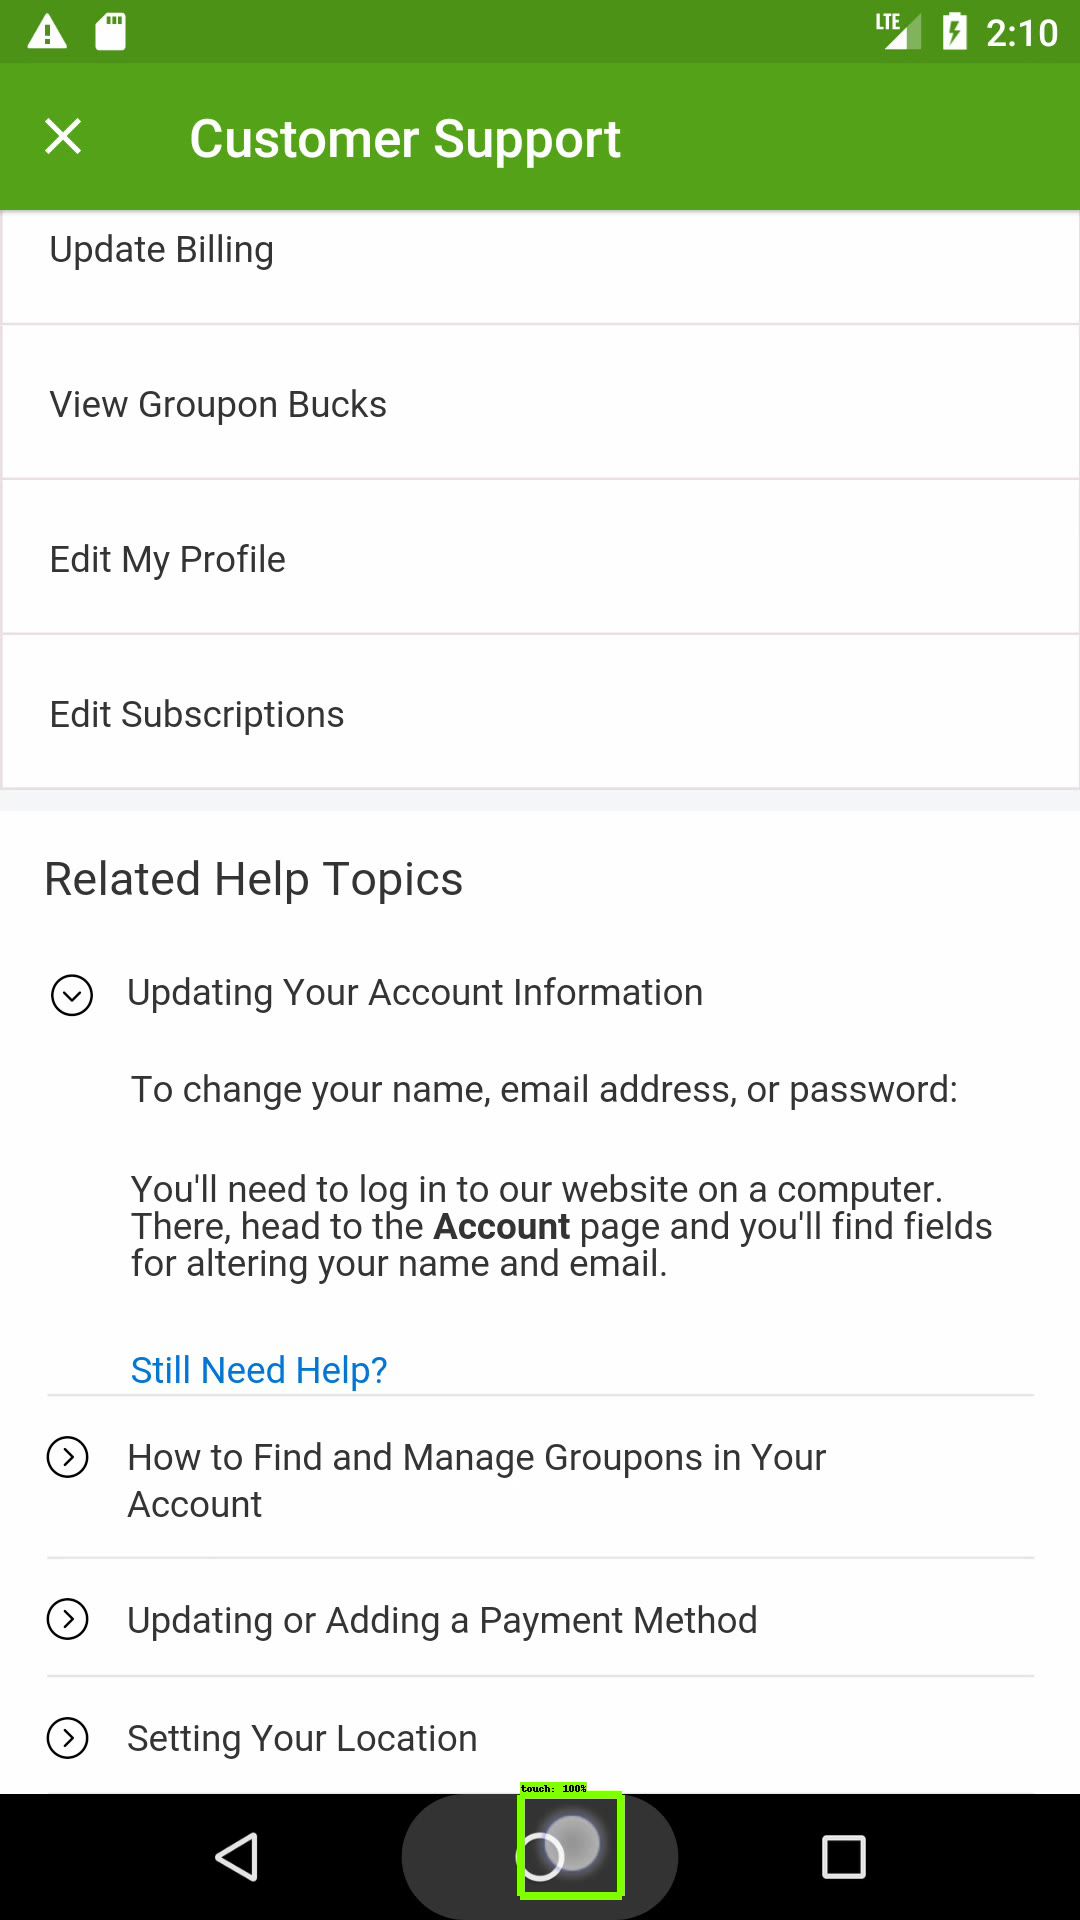 LTE 2:10
Customer Support
Update Billing
View Groupon Bucks
Edit My Profile
Edit Subscriptions
Related Help Topics
Updating Your Account Information
To change your name, email address, or password:
You'll need to log in to our website on a computer.
There, head to the Account page and you'll find fields
for altering your name and email.
Still Need Help?
How to Find and Manage Groupons in Your
Account
Updating or Adding a Payment Method
Setting Your Location
touch: 100%